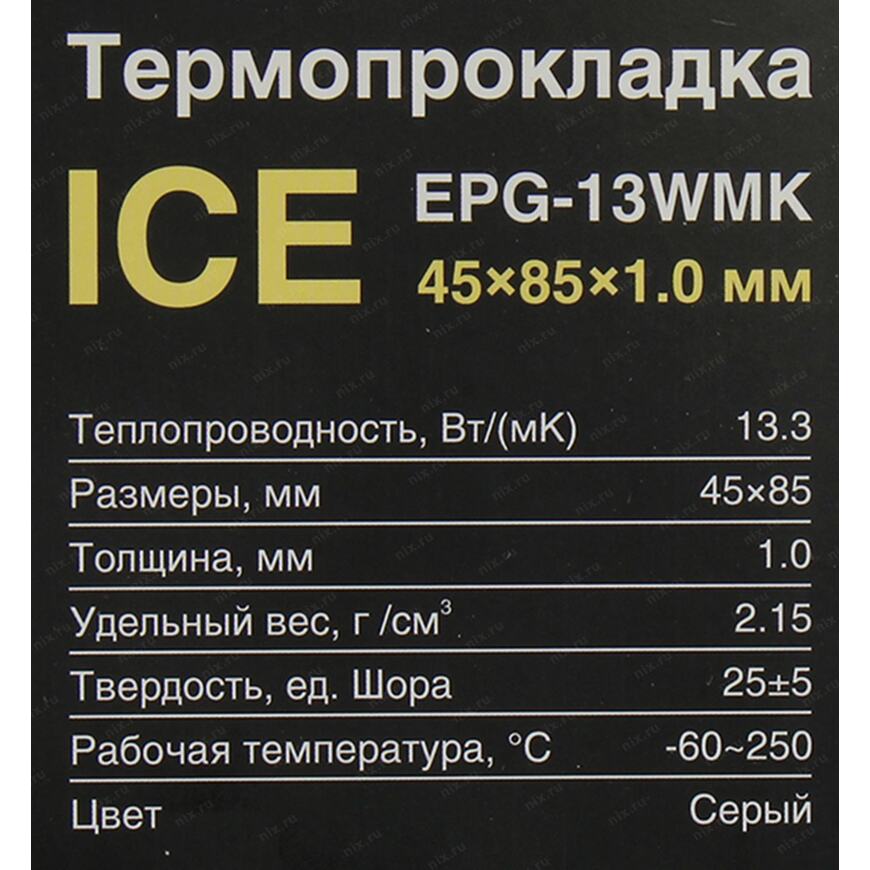 Термопрокладка
ICE EPG-13WMK
45×85×1.0 мм
Теплопроводность, Вт/(мК) 13.3
Размеры, мм 45×85
Толщина, мм 1.0
Удельный вес, г /см³ 2.15
Твердость, ед. Шора 25±5
Рабочая температура, °C -60~250
Цвет Серый
nix.ru